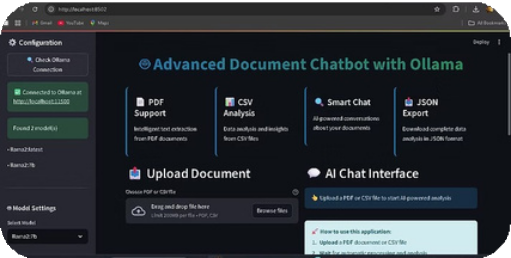 http://localhost:8502
Gmail
YouTube
Maps
All Bookmarks
Deploy
Configuration
Check Ollama
Connection
Connected to Ollama at
http://localhost:11500
Found 2 model(s)
• llama2:latest
• llama2:7b
Model Settings
Select Model
llama2:7b
Advanced Document Chatbot with Ollama
PDF
Support
Intelligent text extraction
from PDF documents
CSV
Analysis
Data analysis and insights
from CSV files
Smart Chat
AI-powered conversations
about your documents
JSON
Export
Download complete data
analysis in JSON format
Upload Document
Choose PDF or CSV file
Drag and drop file here
Limit 200MB per file • PDF, CSV
Browse files
AI Chat Interface
Upload a PDF or CSV file to start AI-powered analysis
How to use this application:
1. Upload a PDF document or CSV file